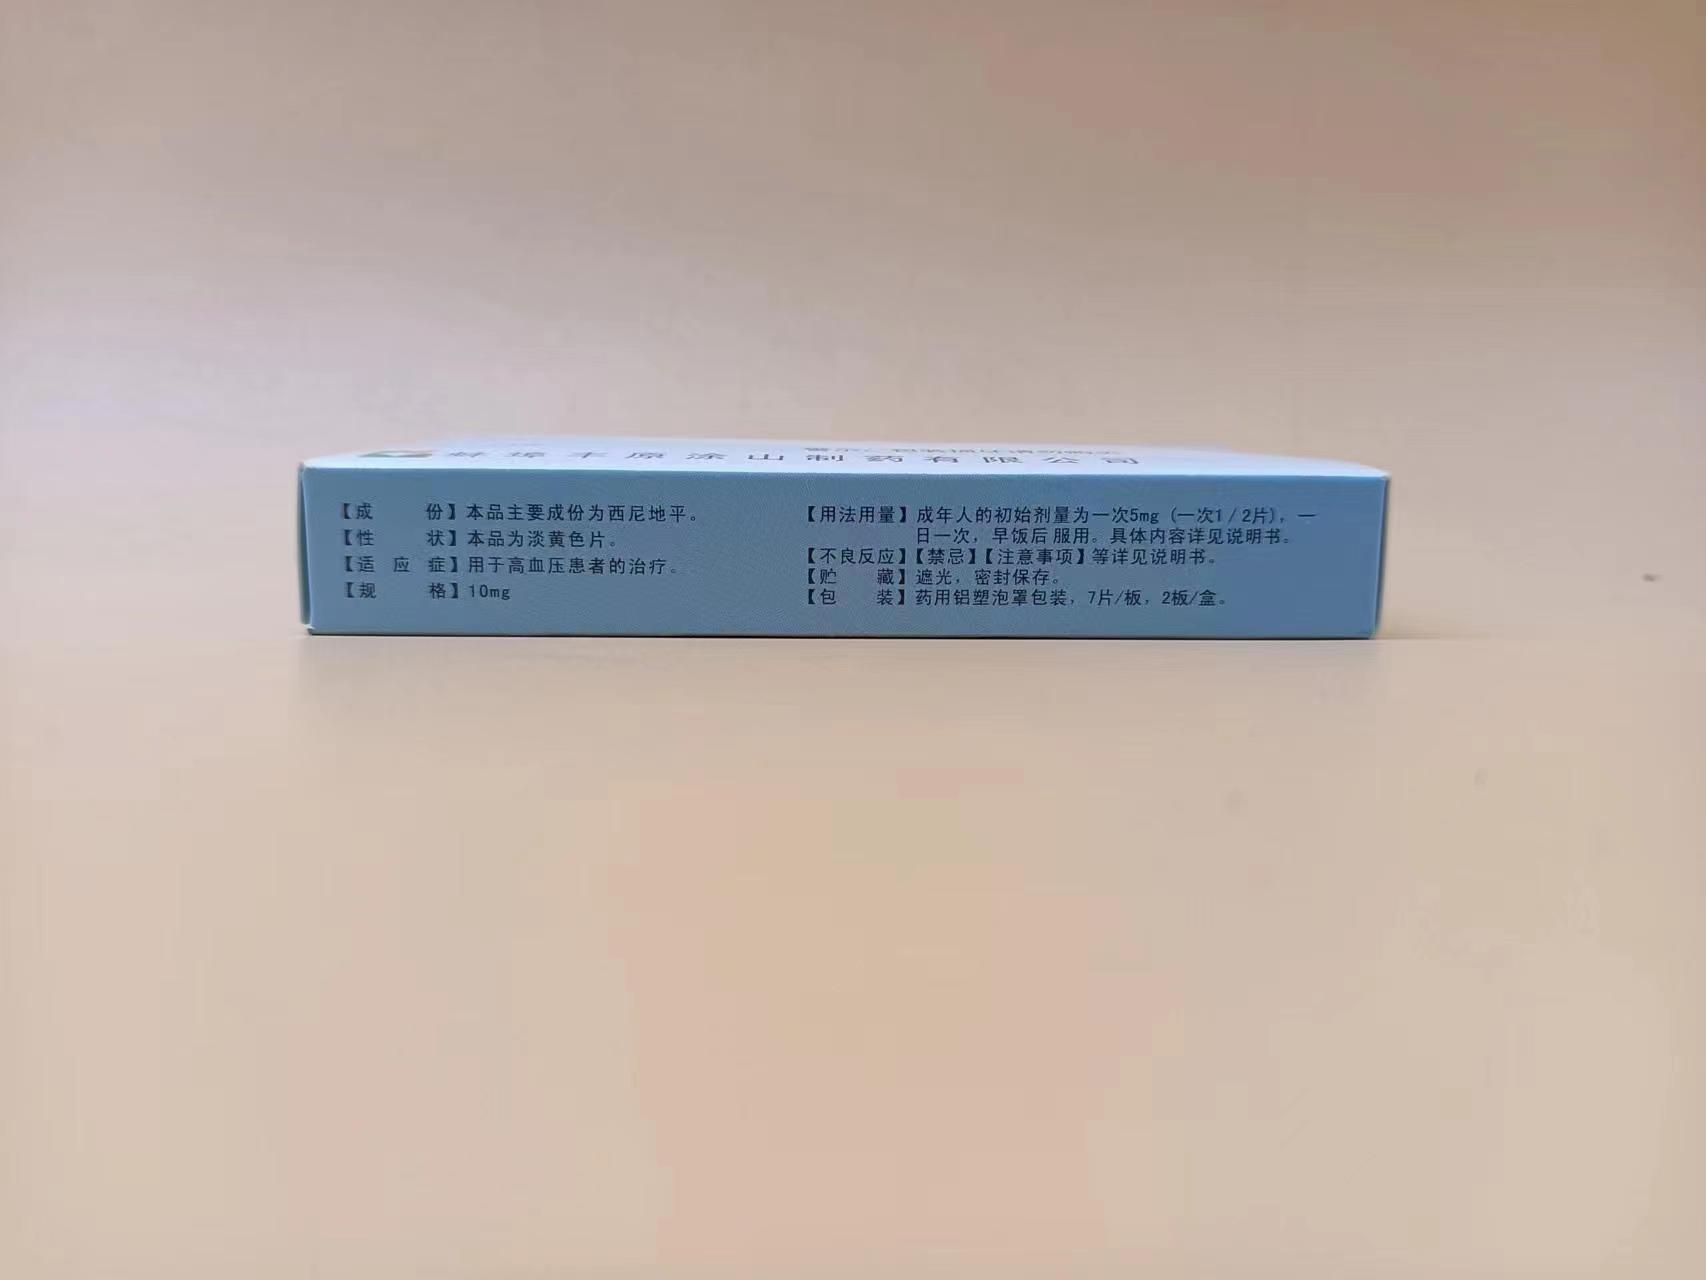 蚌埠丰原涂山制药有限公司
【成份】本品主要成份为西尼地平。
【性状】本品为淡黄色片。
【适应症】用于高血压患者的治疗。
【规格】10mg
【用法用量】成年人的初始剂量为一次5mg (一次1/2片)，一
日一次，早饭后服用。具体内容详见说明书。
【不良反应】【禁忌】【注意事项】等详见说明书。
【贮藏】遮光，密封保存。
【包装】药用铝塑泡罩包装，7片/板，2板/盒。